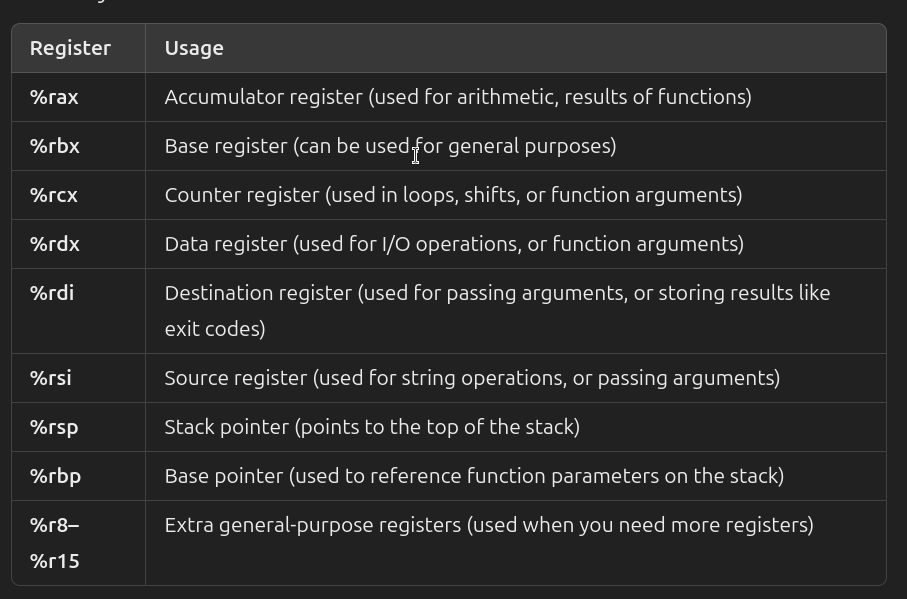 Register Usage
%rax Accumulator register (used for arithmetic, results of functions)
%rbx Base register (can be used for general purposes)
%rcx Counter register (used in loops, shifts, or function arguments)
%rdx Data register (used for I/O operations, or function arguments)
%rdi Destination register (used for passing arguments, or storing results like
exit codes)
%rsi Source register (used for string operations, or passing arguments)
%rsp Stack pointer (points to the top of the stack)
%rbp Base pointer (used to reference function parameters on the stack)
%r8– Extra general-purpose registers (used when you need more registers)
%r15